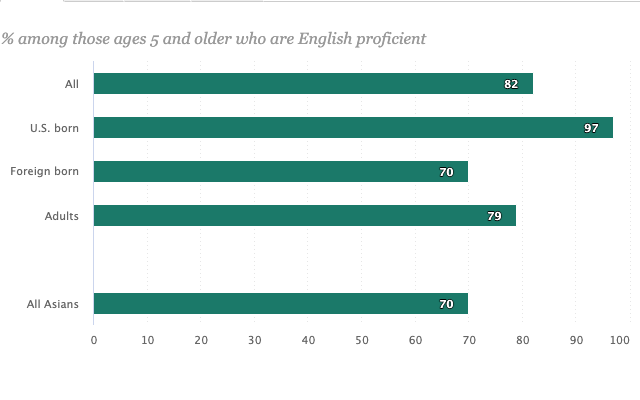 % among those ages 5 and older who are English proficient
All 82
U.S. born 97
Foreign born 70
Adults 79
All Asians 70
0 10 20 30 40 50 60 70 80 90 100